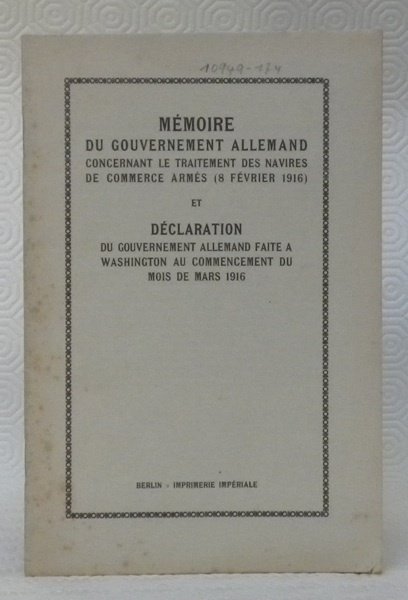 10949-174
MÉMOIRE
DU GOUVERNEMENT ALLEMAND
CONCERNANT LE TRAITEMENT DES NAVIRES
DE COMMERCE ARMÉS (8 FÉVRIER 1916)
ET
DÉCLARATION
DU GOUVERNEMENT ALLEMAND FAITE A
WASHINGTON AU COMMENCEMENT DU
MOIS DE MARS 1916
BERLIN - IMPRIMERIE IMPÉRIALE